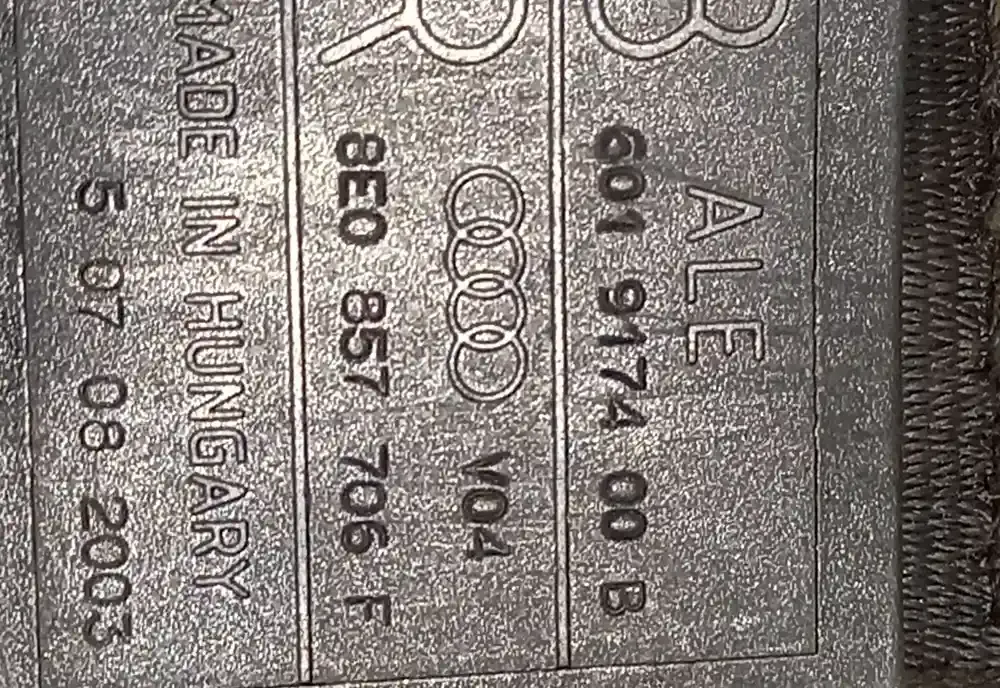 ALE
601 9174 00 B
V04
8E0 857 706 F
MADE IN HUNGARY
5 07 08 2003